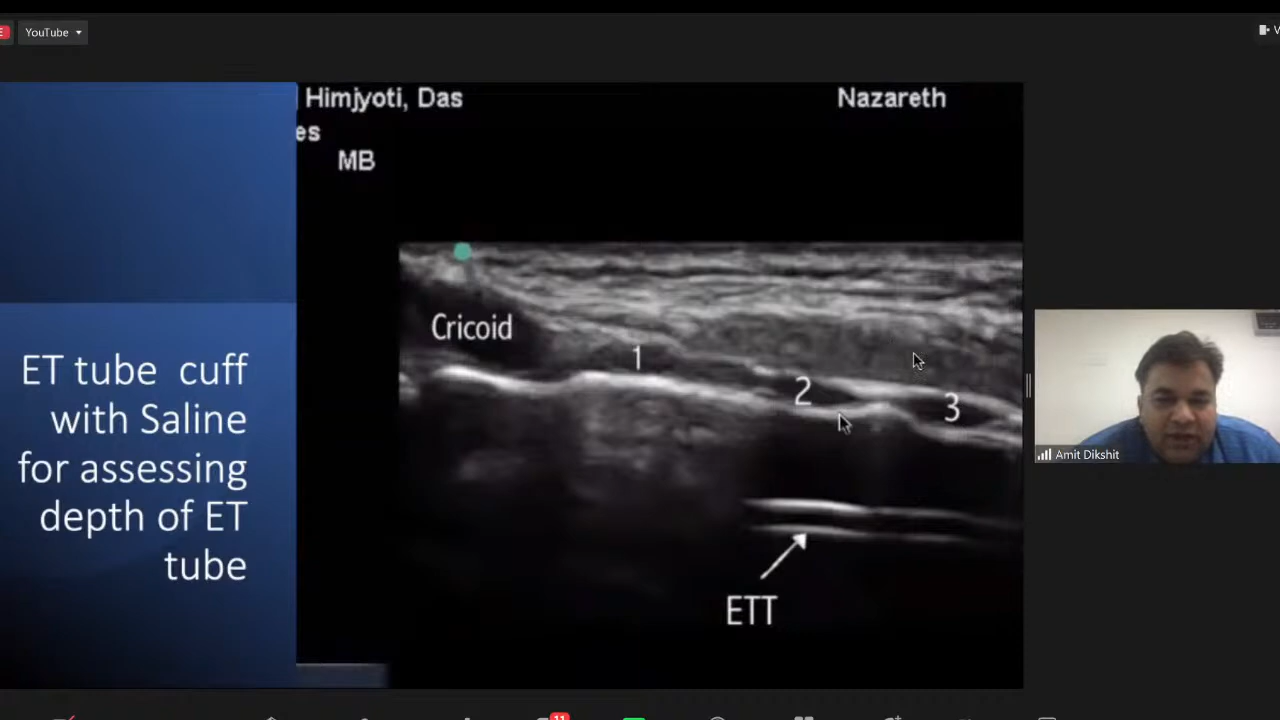 YouTube
Himjyoti, Das
Nazareth
es
MB
Cricoid
1
2
3
ETT
ET tube cuff
with Saline
for assessing
depth of ET
tube
Amit Dikshit
11